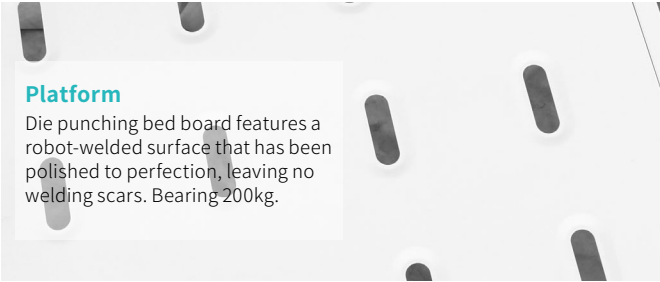 Platform
Die punching bed board features a
robot-welded surface that has been
polished to perfection, leaving no
welding scars. Bearing 200kg.